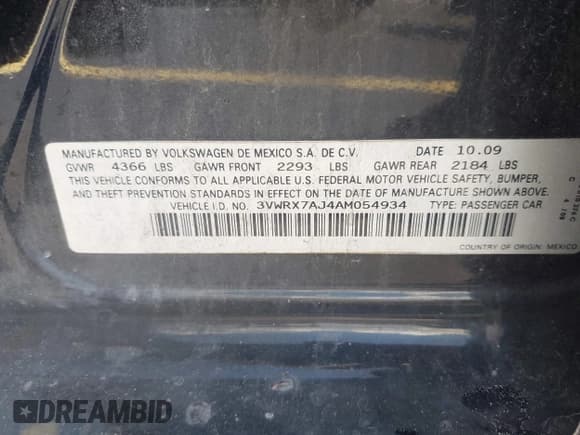 MANUFACTURED BY VOLKSWAGEN DE MEXICO S.A. DE C.V. DATE 10.09
GVWR 4366 LBS GAWR FRONT 2293 LBS GAWR REAR 2184 LBS
THIS VEHICLE CONFORMS TO ALL APPLICABLE U.S. FEDERAL MOTOR VEHICLE SAFETY, BUMPER,
AND THEFT PREVENTION STANDARDS IN EFFECT ON THE DATE OF MANUFACTURE SHOWN ABOVE.
VEHICLE I.D. NO. 3VWRX7AJ4AM054934 TYPE: PASSENGER CAR
COUNTRY OF ORIGIN: MEXICO
DREAMBID